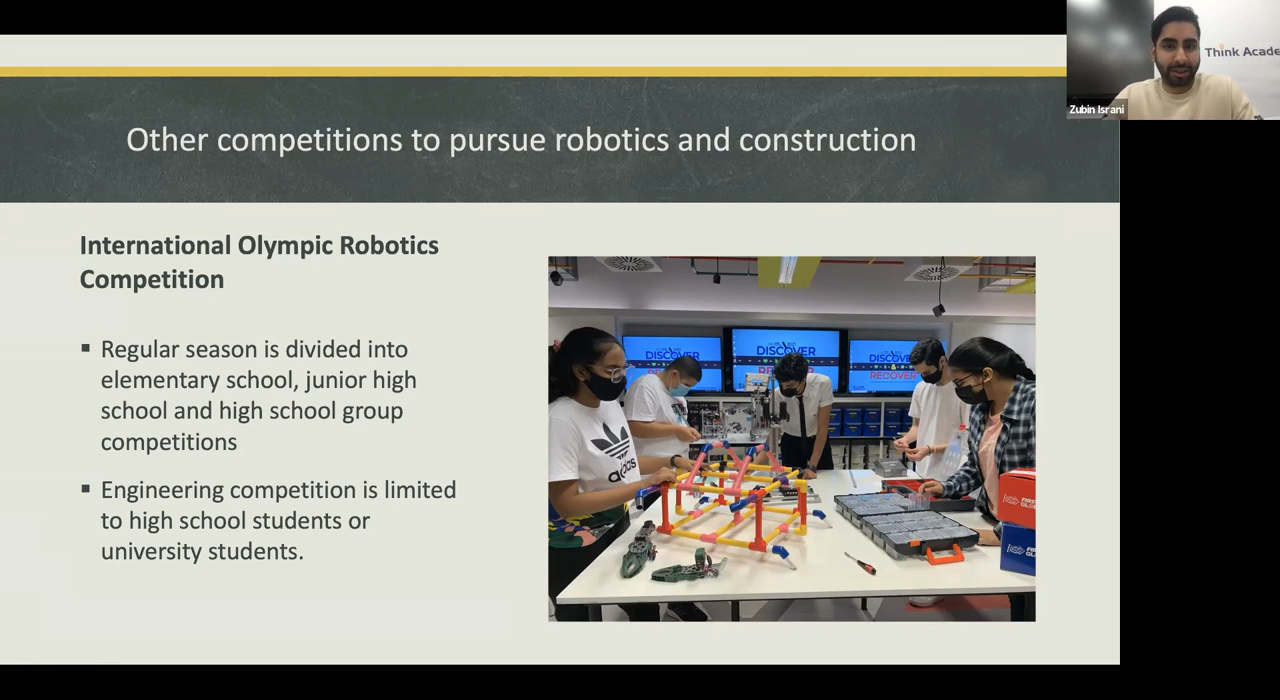 Think Acade
Zubin Israni
Other competitions to pursue robotics and construction
International Olympic Robotics
Competition
▪ Regular season is divided into
elementary school, junior high
school and high school group
competitions
▪ Engineering competition is limited
to high school students or
university students.
DISCOVER
DISCOVER
DISCOVER
RECOVER
adidas
FIRST